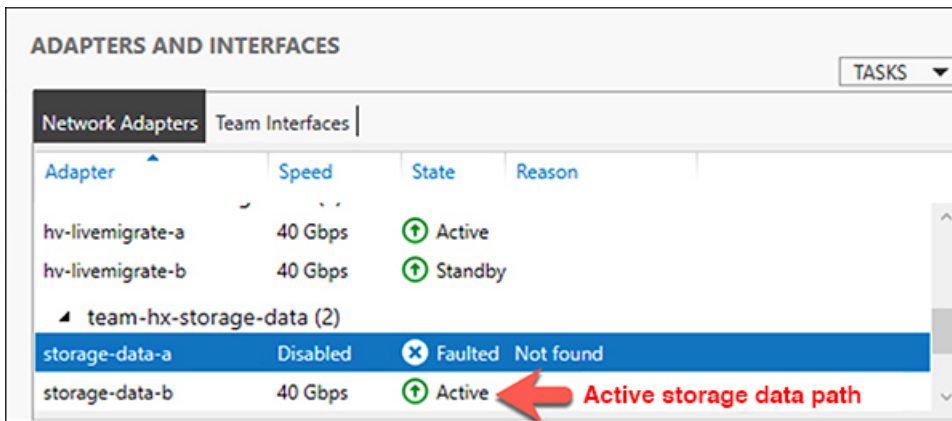 ADAPTERS AND INTERFACES
TASKS
Network Adapters Team Interfaces
Adapter Speed State Reason
hv-livemigrate-a 40 Gbps Active
hv-livemigrate-b 40 Gbps Standby
team-hx-storage-data (2)
storage-data-a Disabled Faulted Not found
storage-data-b 40 Gbps Active Active storage data path